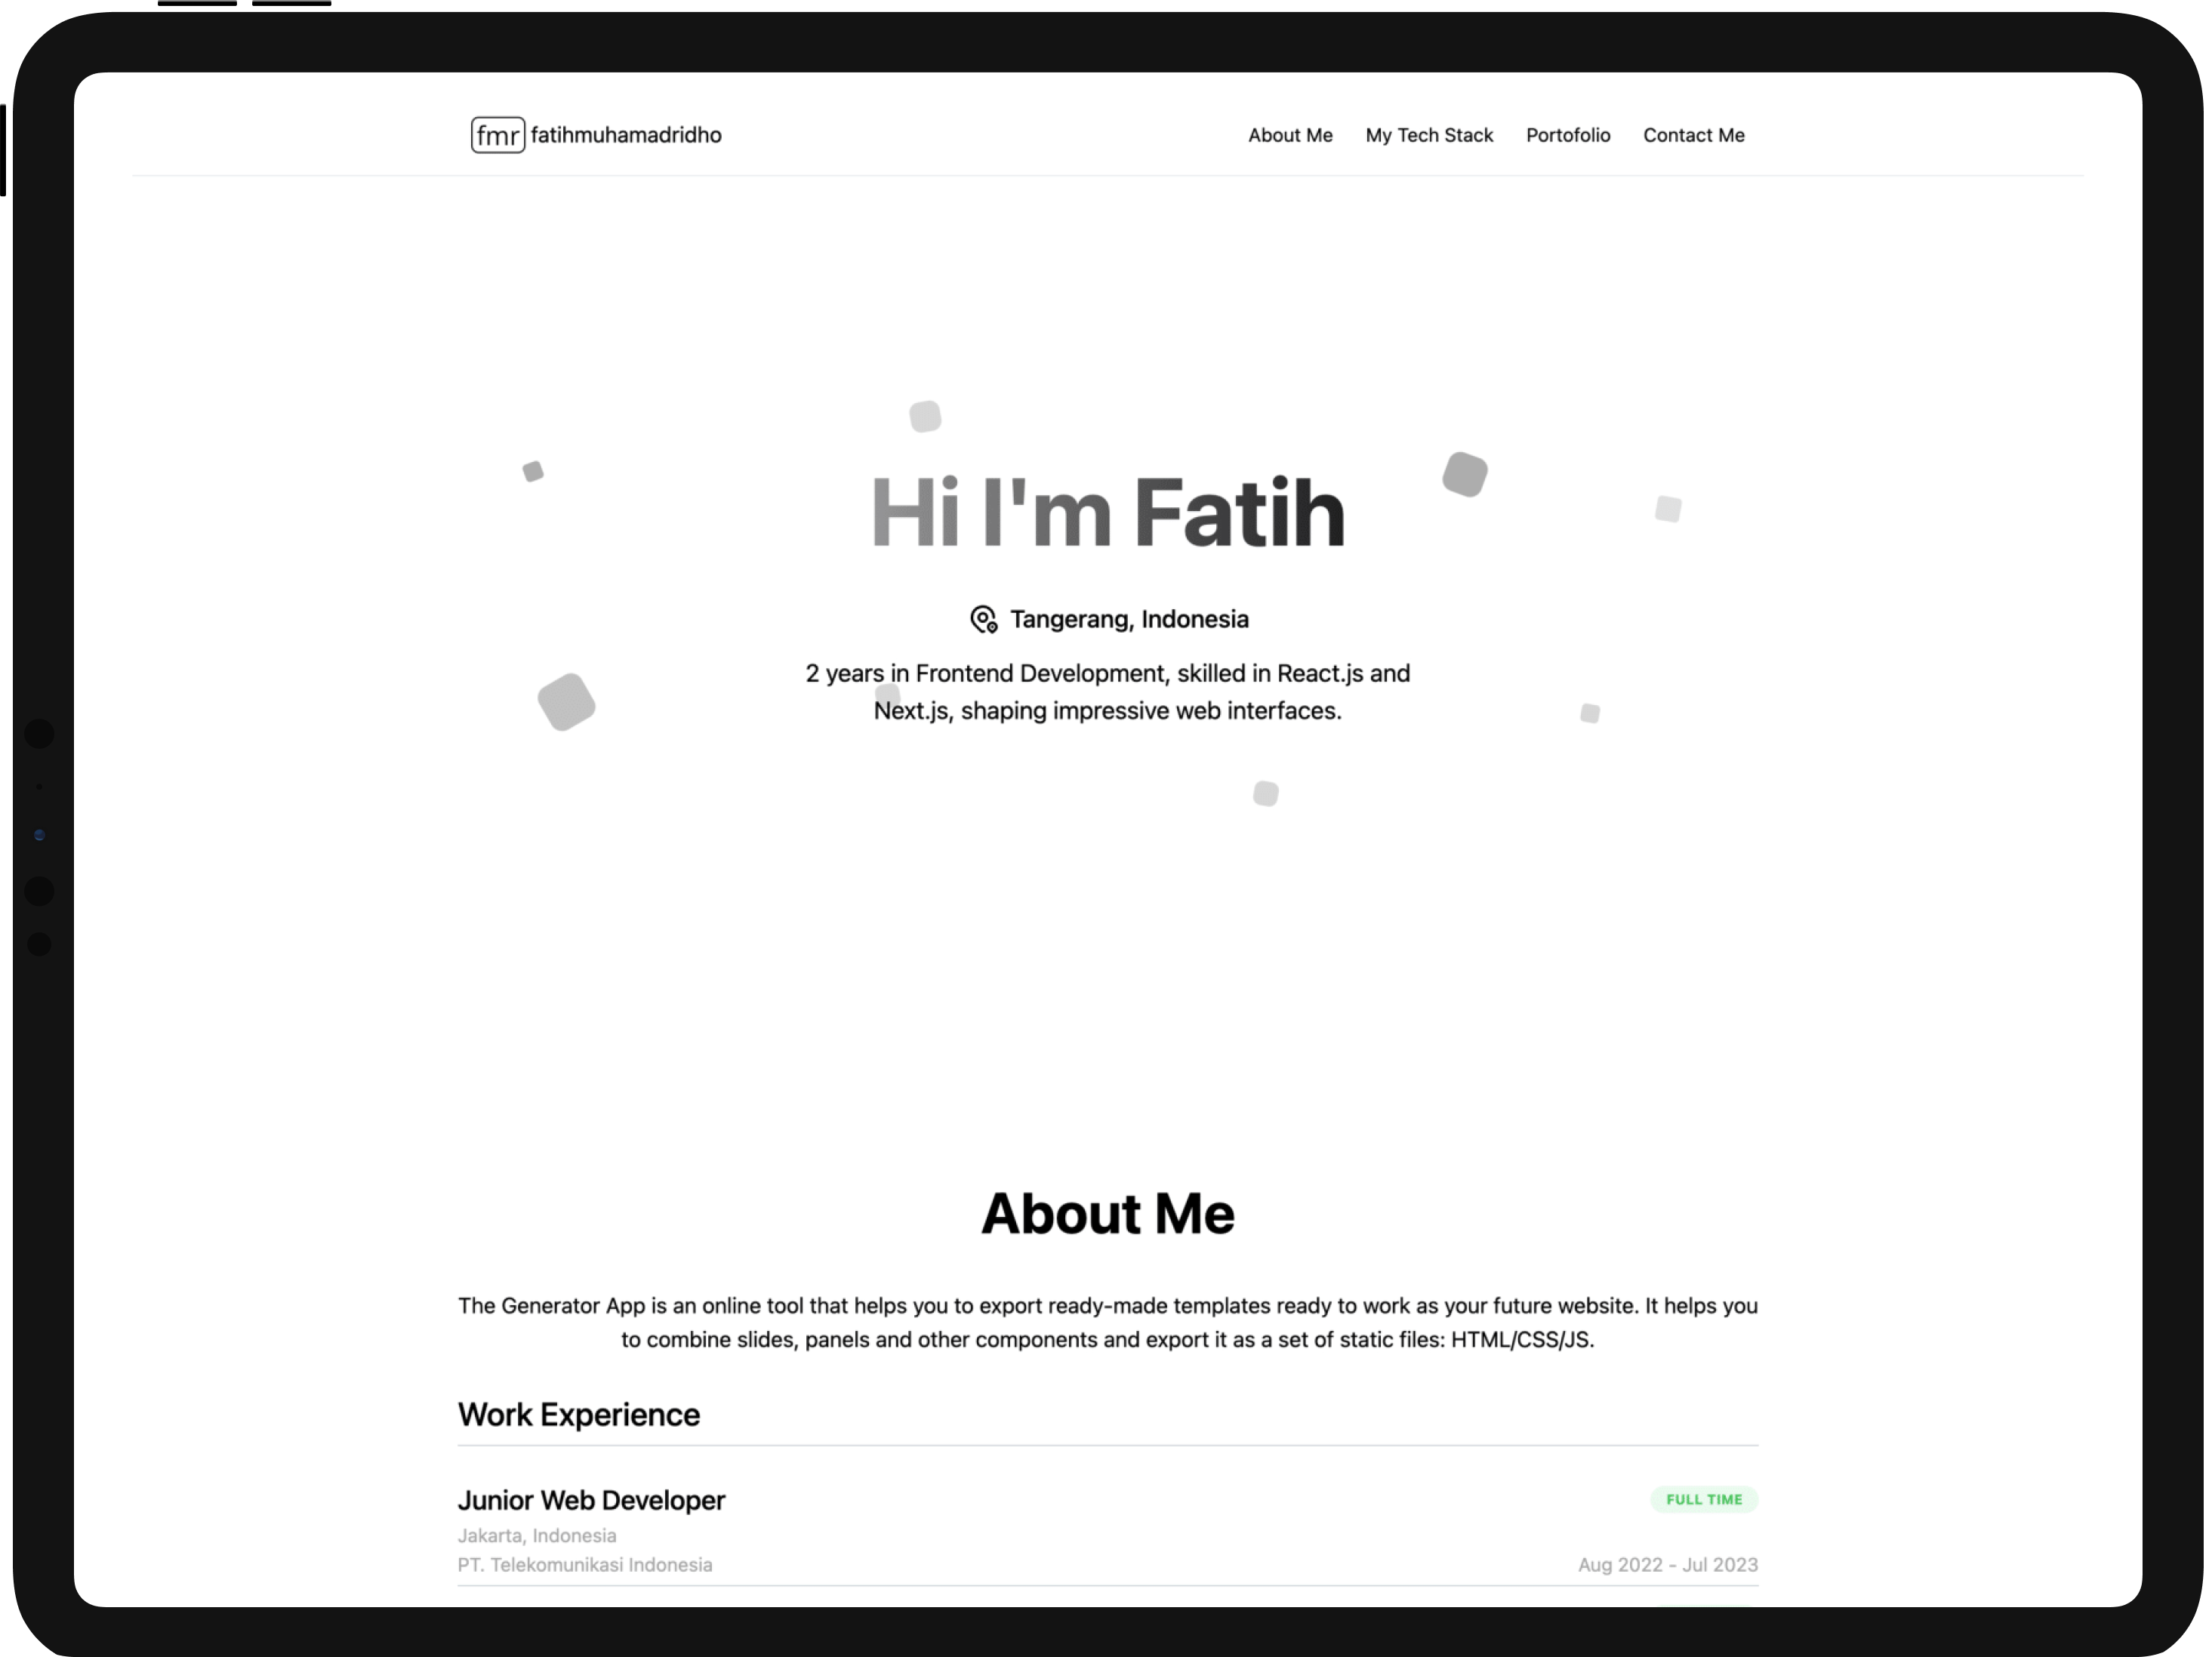 fmr fatihmuhamadridho
About Me My Tech Stack Portofolio Contact Me
Hi I'm Fatih
Tangerang, Indonesia
2 years in Frontend Development, skilled in React.js and
Next.js, shaping impressive web interfaces.
About Me
The Generator App is an online tool that helps you to export ready-made templates ready to work as your future website. It helps you
to combine slides, panels and other components and export it as a set of static files: HTML/CSS/JS.
Work Experience
Junior Web Developer
FULL TIME
Jakarta, Indonesia
PT. Telekomunikasi Indonesia
Aug 2022 - Jul 2023